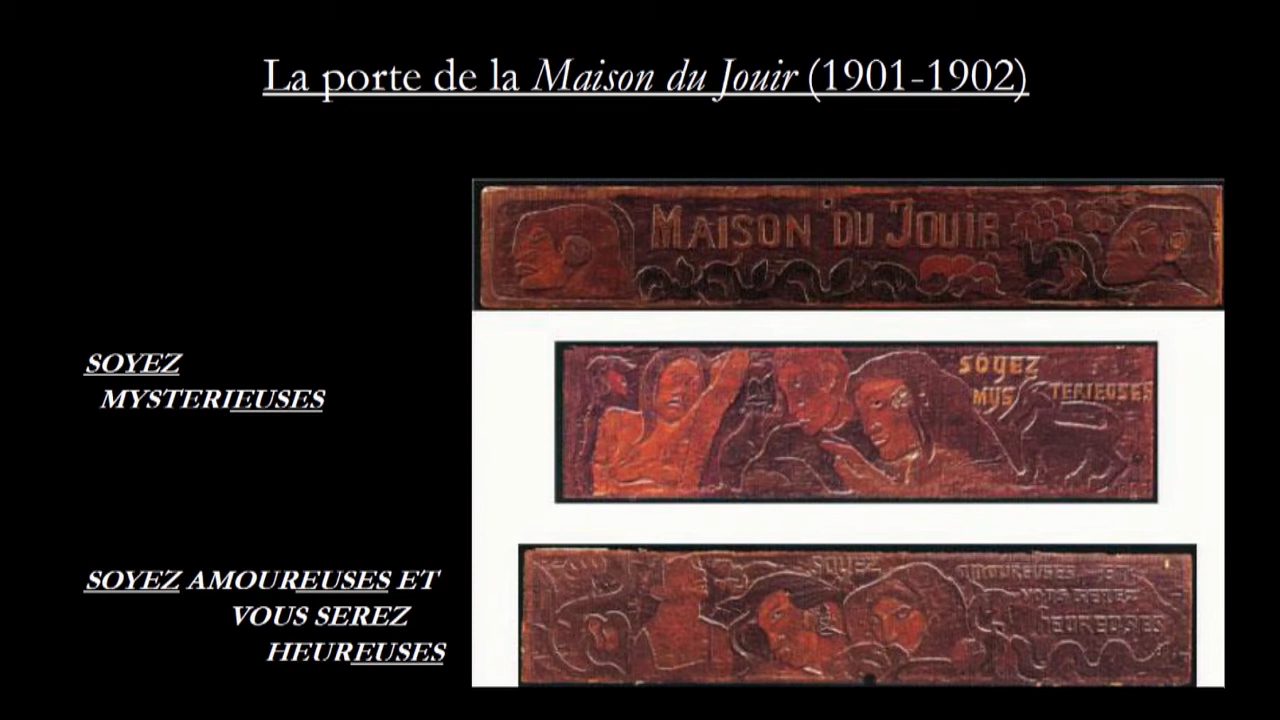 La porte de la Maison du Jouir (1901-1902)
MAISON DU JOUIR
SOYEZ
MYSTERIEUSES
SOYEZ
MYSTERIEUSES
SOYEZ AMOUREUSES ET
VOUS SEREZ
HEUREUSES
SOYEZ AMOUREUSES ET
VOUS SEREZ
HEUREUSES